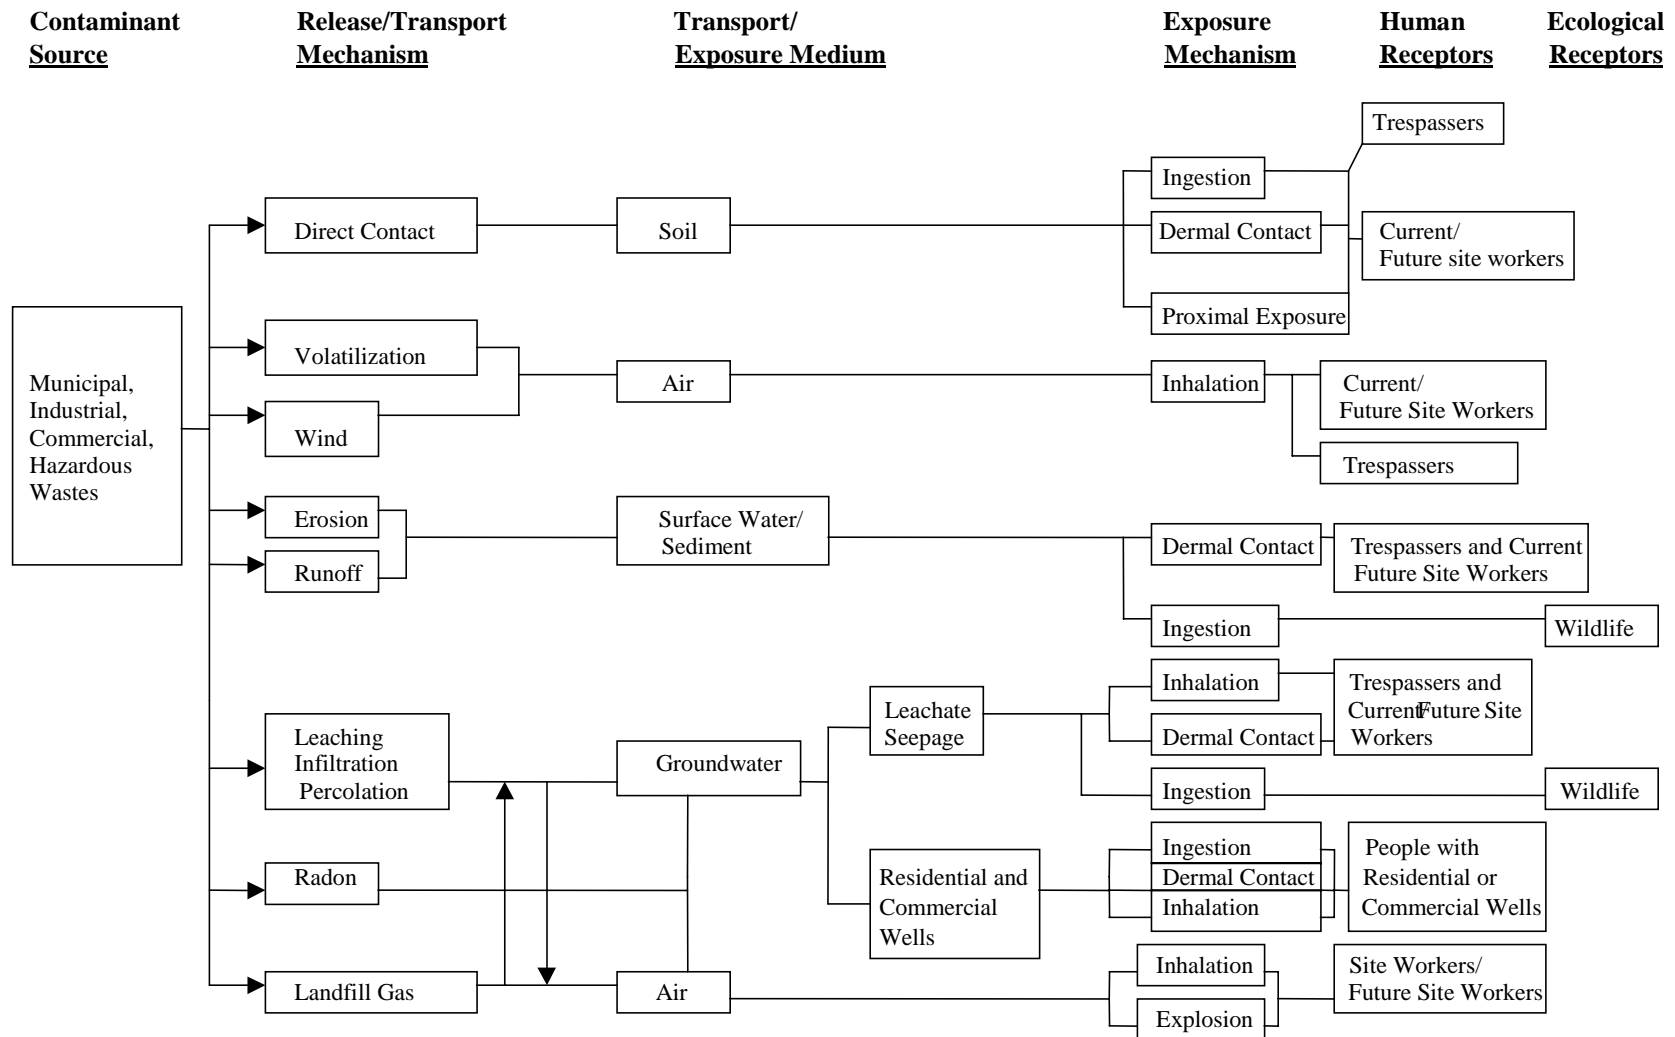 Contaminant
Source
Release/Transport
Mechanism
Transport/
Exposure Medium
Exposure
Mechanism
Human
Receptors
Ecological
Receptors
Trespassers
Ingestion
Direct Contact
Soil
Dermal Contact
Current/
Future site workers
Proximal Exposure
Municipal,
Industrial,
Commercial,
Hazardous
Wastes
Volatilization
Wind
Air
Inhalation
Current/
Future Site Workers
Trespassers
Erosion
Runoff
Surface Water/
Sediment
Dermal Contact
Trespassers and Current
Future Site Workers
Ingestion
Wildlife
Leaching
Infiltration
Percolation
Groundwater
Leachate
Seepage
Inhalation
Dermal Contact
Trespassers and
Current/Future Site
Workers
Ingestion
Wildlife
Radon
Residential and
Commercial
Wells
Ingestion
Dermal Contact
Inhalation
People with
Residential or
Commercial Wells
Landfill Gas
Air
Inhalation
Explosion
Site Workers/
Future Site Workers